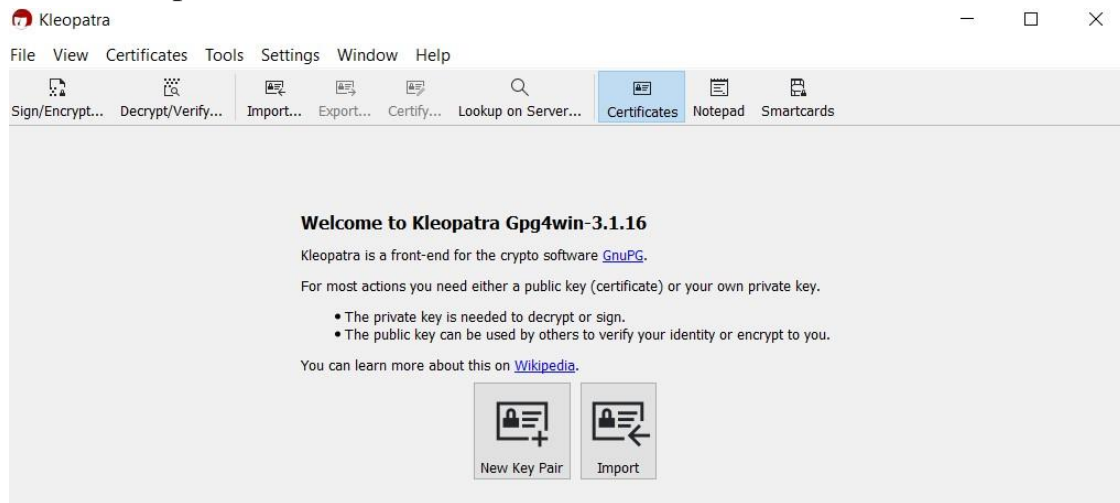 Kleopatra
File View Certificates Tools Settings Window Help
Sign/Encrypt... Decrypt/Verify... Import... Export... Certify... Lookup on Server... Certificates Notepad Smartcards
Welcome to Kleopatra Gpg4win-3.1.16
Kleopatra is a front-end for the crypto software GnuPG.
For most actions you need either a public key (certificate) or your own private key.
• The private key is needed to decrypt or sign.
• The public key can be used by others to verify your identity or encrypt to you.
You can learn more about this on Wikipedia.
New Key Pair Import